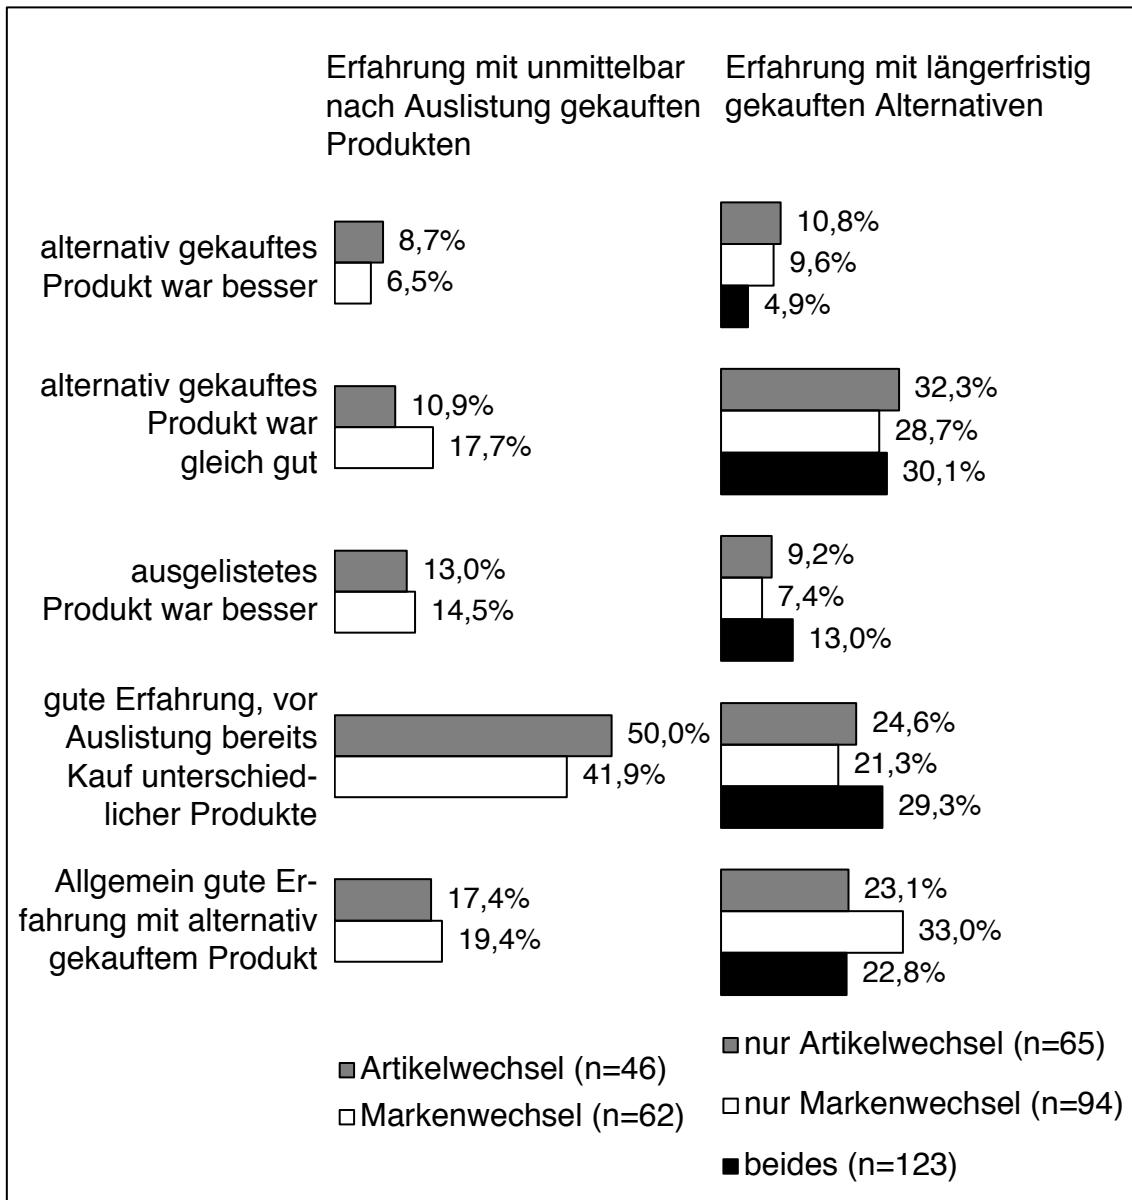 Erfahrung mit unmittelbar
nach Auslistung gekauften
Produkten
Erfahrung mit längerfristig
gekauften Alternativen
alternativ gekauftes
Produkt war besser
8,7%
6,5%
10,8%
9,6%
4,9%
alternativ gekauftes
Produkt war
gleich gut
10,9%
17,7%
32,3%
28,7%
30,1%
ausgelistetes
Produkt war besser
13,0%
14,5%
9,2%
7,4%
13,0%
gute Erfahrung, vor
Auslistung bereits
Kauf unterschied-
licher Produkte
50,0%
41,9%
24,6%
21,3%
29,3%
Allgemein gute Er-
fahrung mit alternativ
gekauftem Produkt
17,4%
19,4%
23,1%
33,0%
22,8%
Artikelwechsel (n=46)
Markenwechsel (n=62)
nur Artikelwechsel (n=65)
nur Markenwechsel (n=94)
beides (n=123)